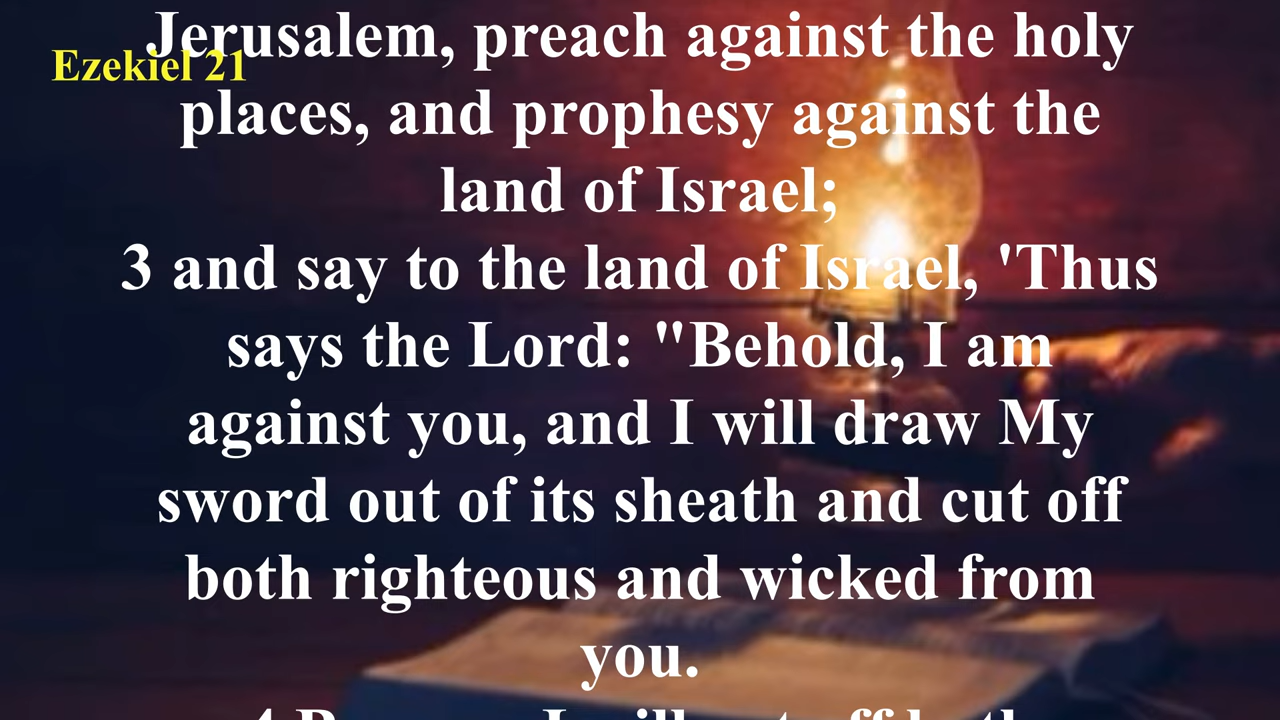 Jerusalem, preach against the holy
Ezekiel 21
places, and prophesy against the
land of Israel;
3 and say to the land of Israel, 'Thus
says the Lord: "Behold, I am
against you, and I will draw My
sword out of its sheath and cut off
both righteous and wicked from
you.